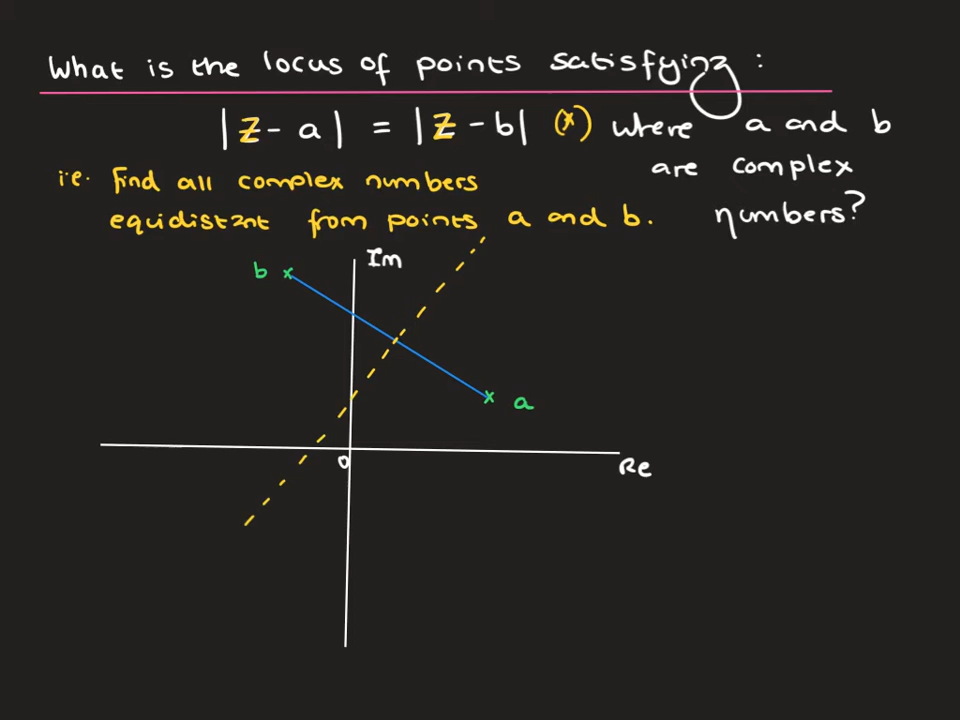 What is the locus of points satisfying :
|z - a| = |z - b| (*) where a and b
are complex
numbers?
i.e. find all complex numbers
equidistant from points a and b.
Im
b
a
0
Re